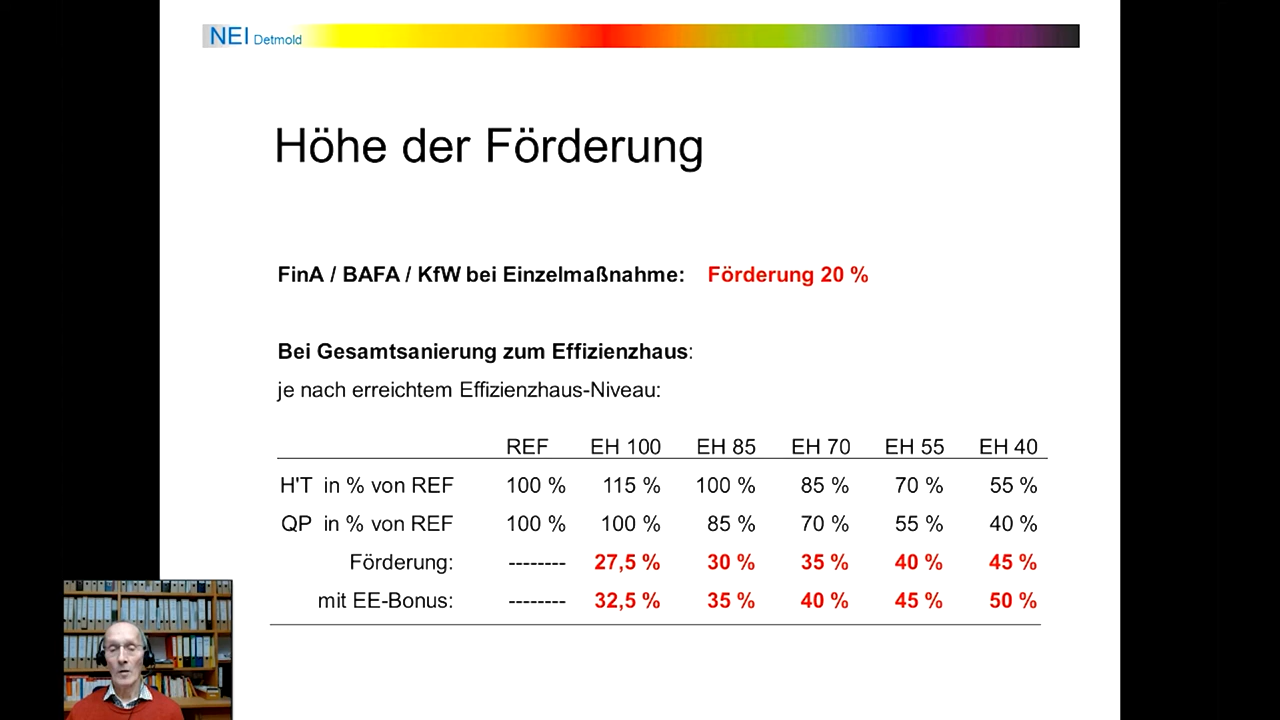 NEI Detmold
Höhe der Förderung
FinA / BAFA / KfW bei Einzelmaßnahme: Förderung 20 %
Bei Gesamtsanierung zum Effizienzhaus:
je nach erreichtem Effizienzhaus-Niveau:
REF EH 100 EH 85 EH 70 EH 55 EH 40
H'T in % von REF 100 % 115 % 100 % 85 % 70 % 55 %
QP in % von REF 100 % 100 % 85 % 70 % 55 % 40 %
Förderung: -------- 27,5 % 30 % 35 % 40 % 45 %
mit EE-Bonus: -------- 32,5 % 35 % 40 % 45 % 50 %